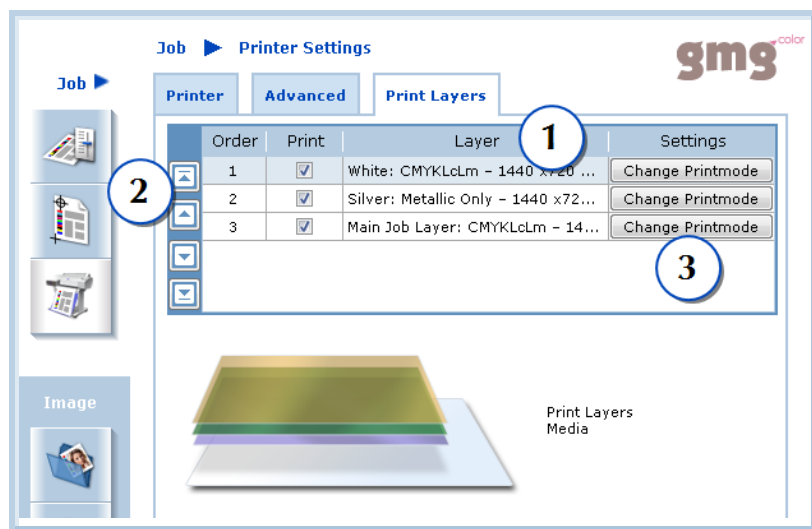 Job ▶ Printer Settings
gmg color
Job ▶
Printer Advanced Print Layers
Order Print Layer Settings
1
1 White: CMYKLcLm – 1440 x720 ... Change Printmode
2
2 Silver: Metallic Only – 1440 x72... Change Printmode
3 Main Job Layer: CMYKLcLm – 14... Change Printmode
3
Image
Print Layers
Media